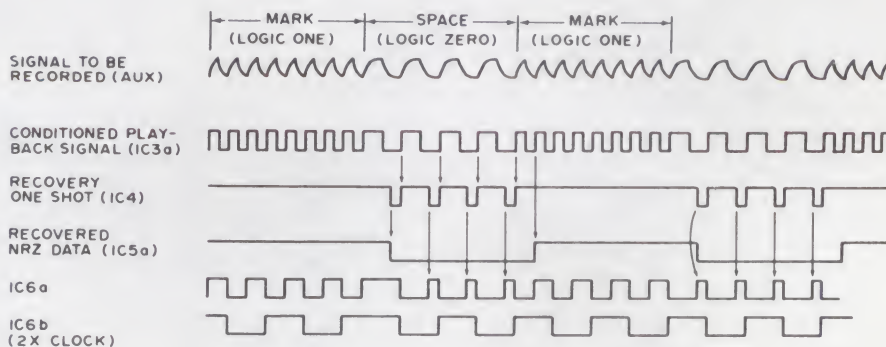 MARK SPACE MARK
(LOGIC ONE) (LOGIC ZERO) (LOGIC ONE)
SIGNAL TO BE
RECORDED (AUX)
CONDITIONED PLAY-
BACK SIGNAL (IC3a)
RECOVERY
ONE SHOT (IC4)
RECOVERED
NRZ DATA (IC5a)
IC6a
IC6b
(2X CLOCK)